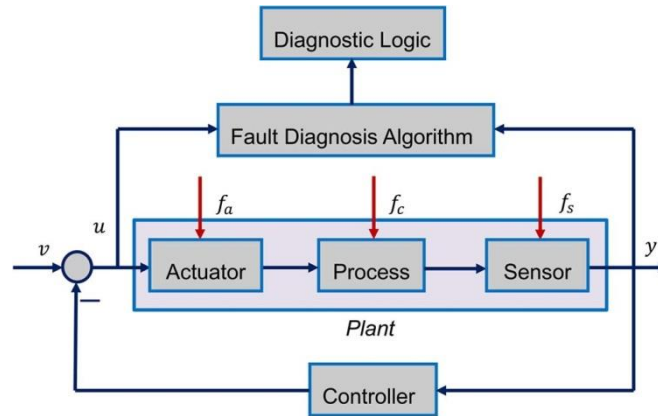 Diagnostic Logic
Fault Diagnosis Algorithm
f_a
f_c
f_s
u
v
y
Actuator
Process
Sensor
−
Plant
Controller